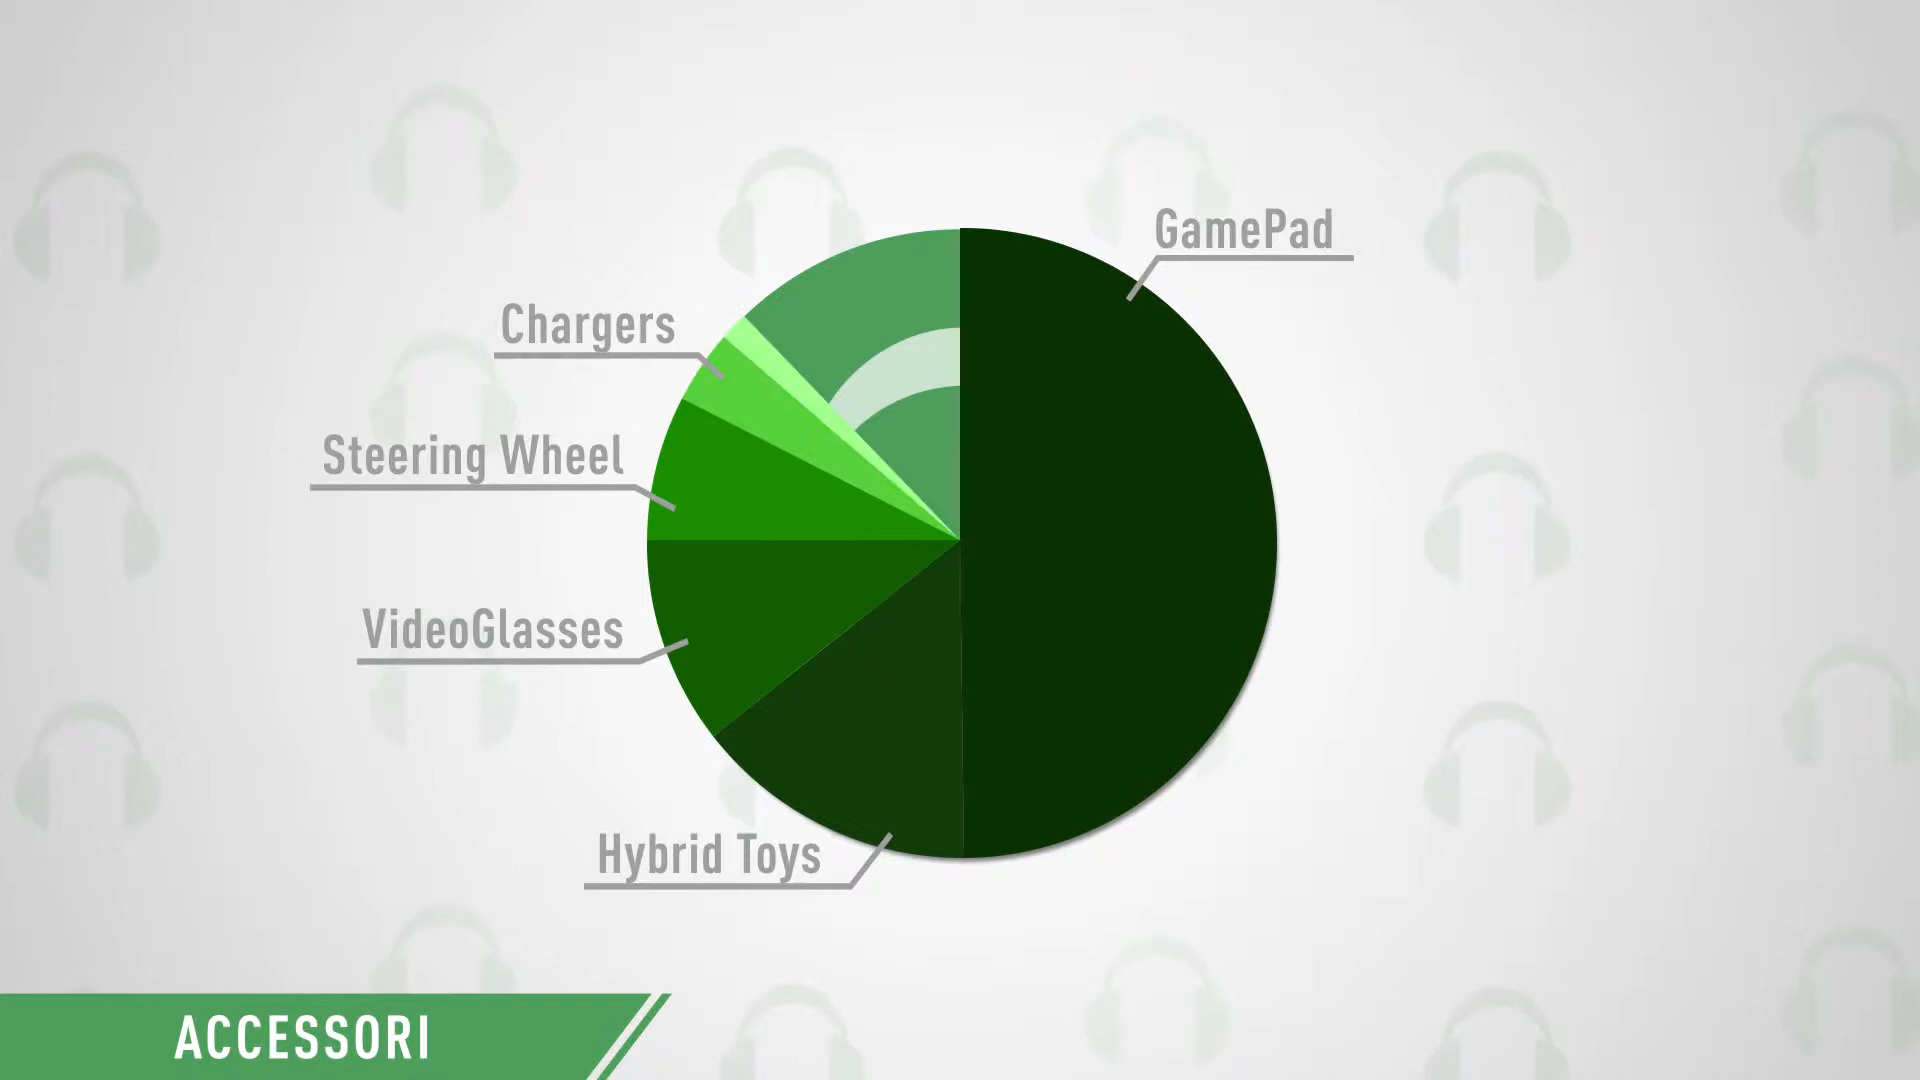 GamePad
Chargers
Steering Wheel
VideoGlasses
Hybrid Toys
ACCESSORI